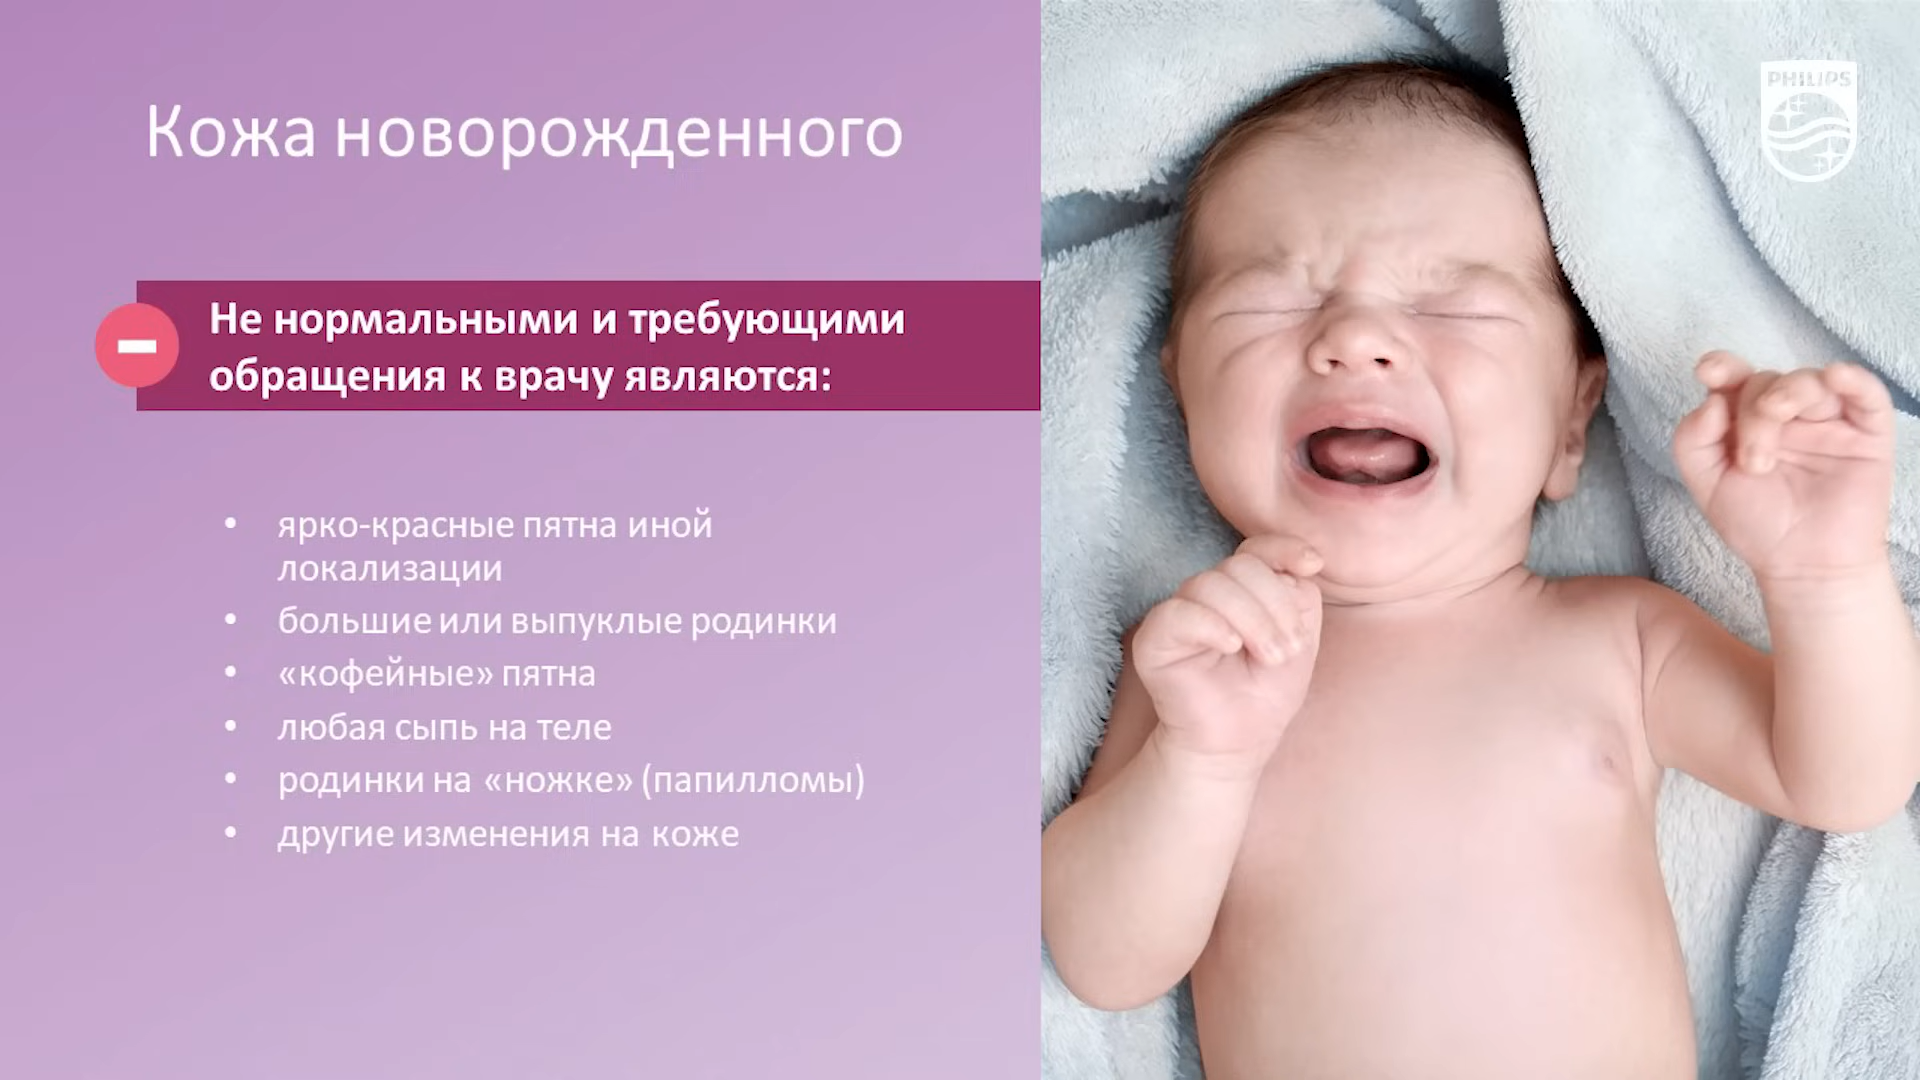 Кожа новорожденного
Не нормальными и требующими
обращения к врачу являются:
• ярко-красные пятна иной
локализации
• большие или выпуклые родинки
• «кофейные» пятна
• любая сыпь на теле
• родинки на «ножке» (папилломы)
• другие изменения на коже
PHILIPS